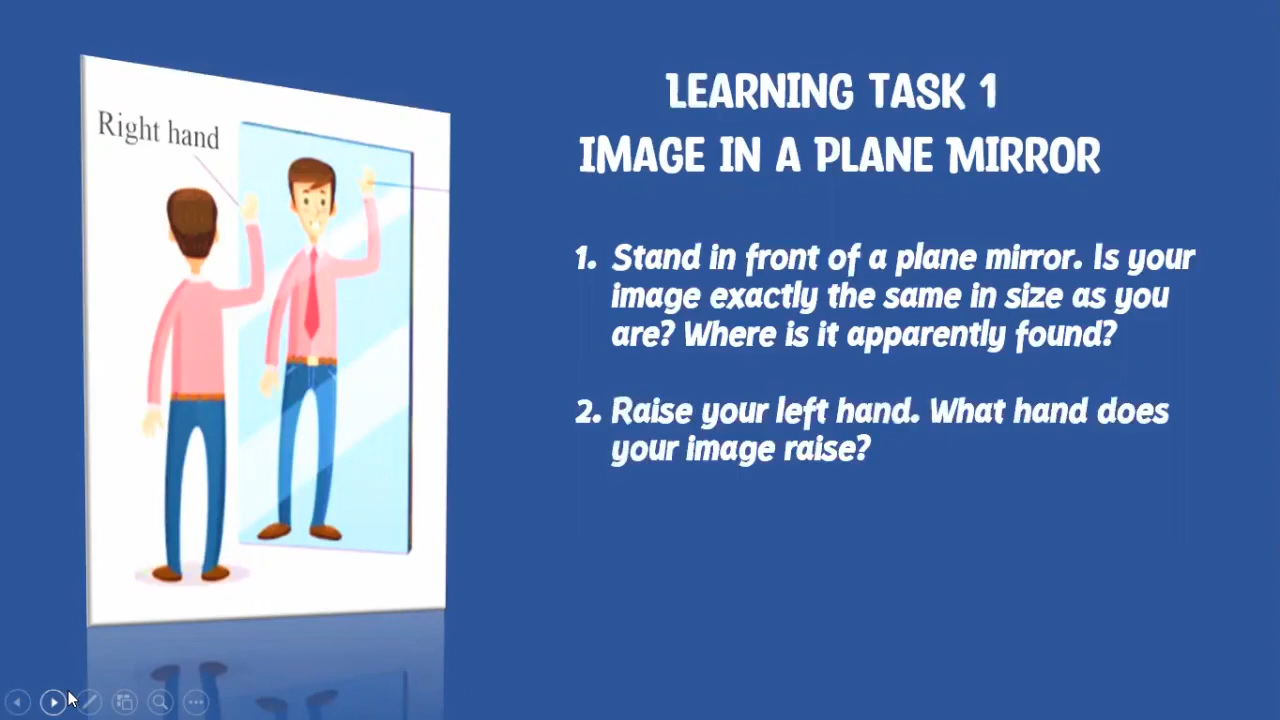 Right hand
LEARNING TASK 1
IMAGE IN A PLANE MIRROR
1. Stand in front of a plane mirror. Is your
image exactly the same in size as you
are? Where is it apparently found?
2. Raise your left hand. What hand does
your image raise?